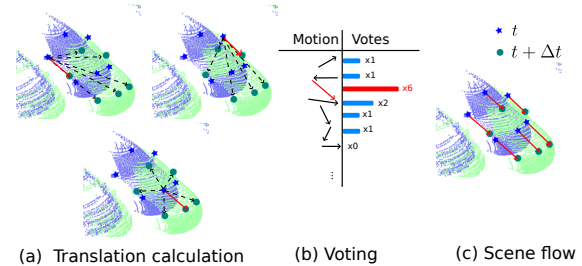 Motion Votes
x1
x1
x6
x2
x1
x1
x0
⋮
t
t + Δt
(a) Translation calculation
(b) Voting
(c) Scene flow